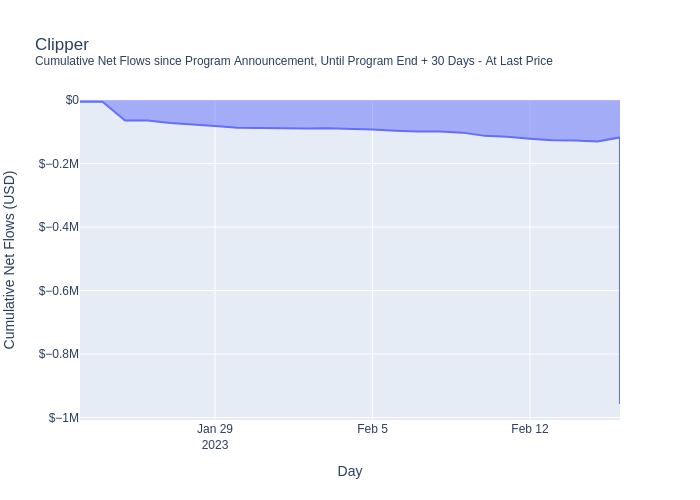 Clipper
Cumulative Net Flows since Program Announcement, Until Program End + 30 Days - At Last Price
$0
$−0.2M
$−0.4M
$−0.6M
$−0.8M
$−1M
Cumulative Net Flows (USD)
Jan 29
2023
Feb 5
Feb 12
Day